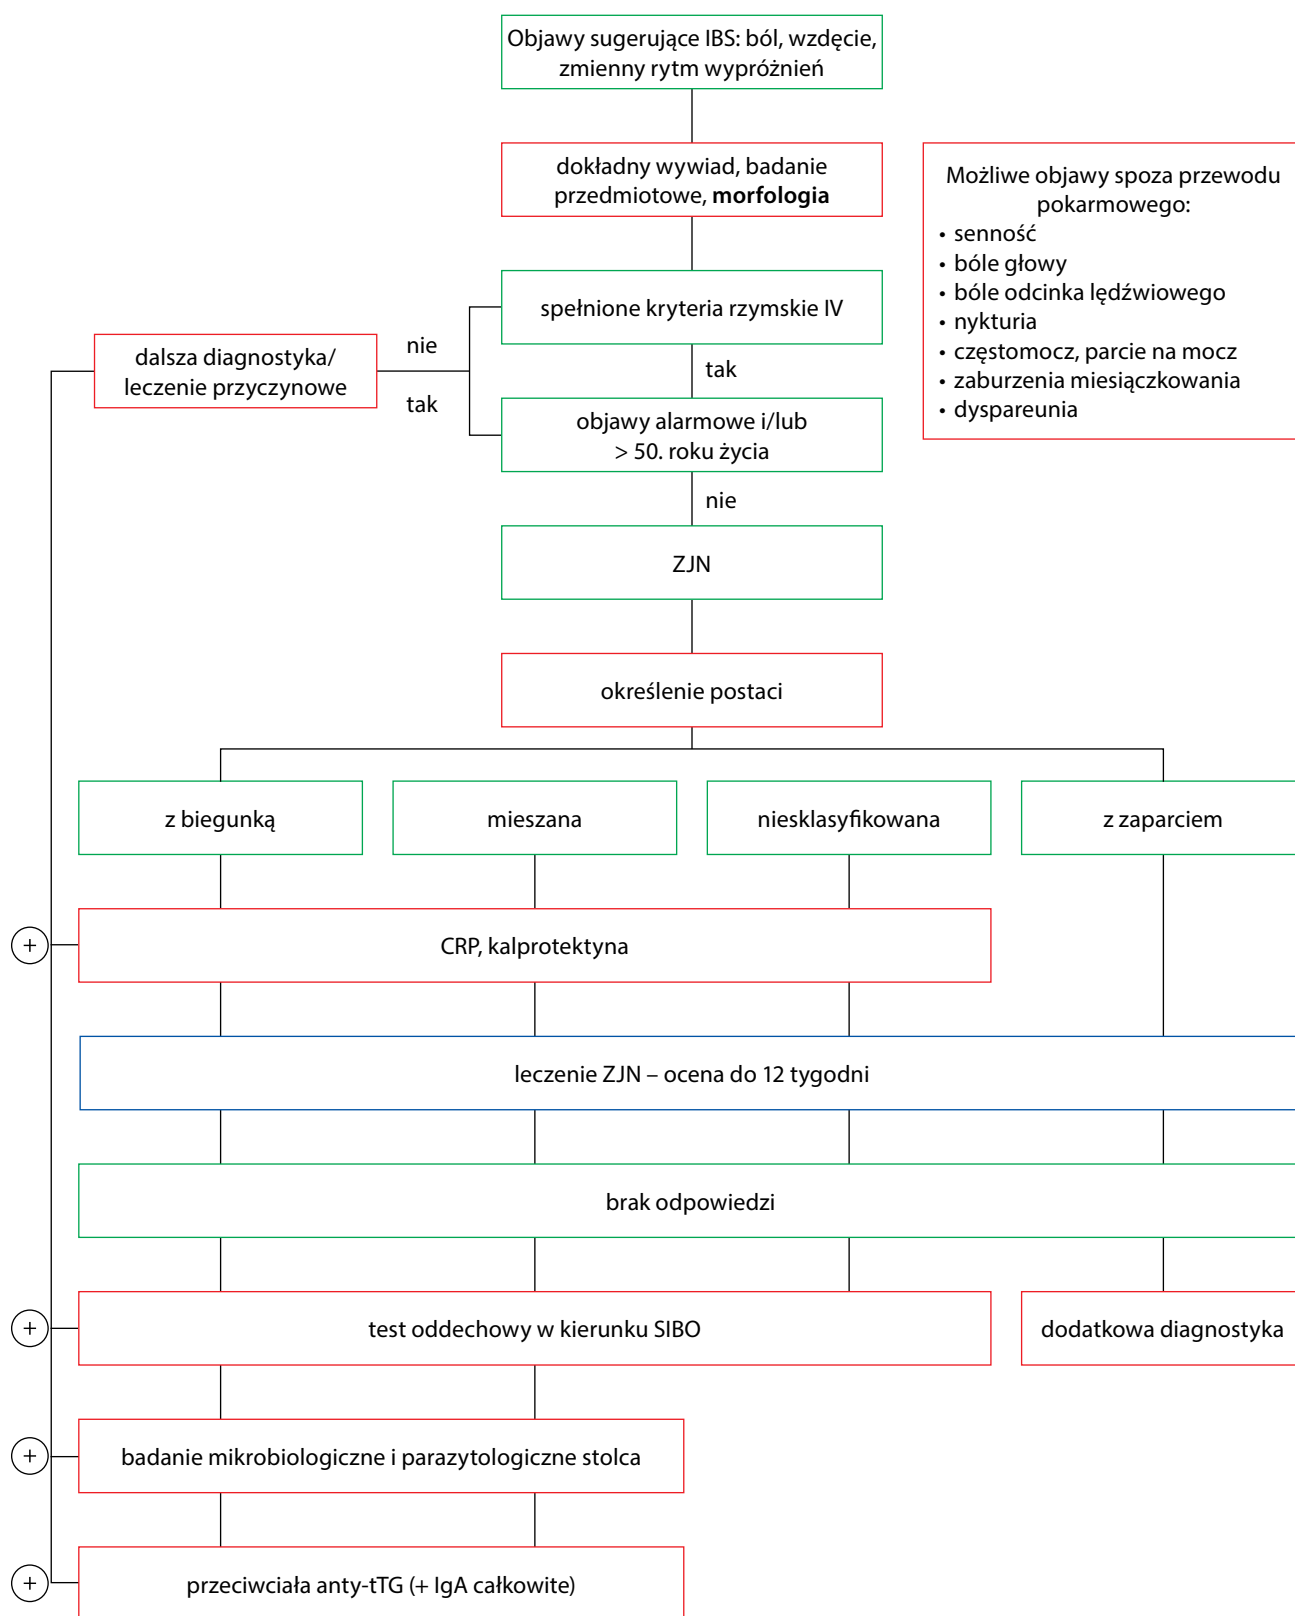 Objawy sugerujące IBS: ból, wzdęcie,
zmienny rytm wypróżnień
dokładny wywiad, badanie
przedmiotowe, morfologia
Możliwe objawy spoza przewodu
pokarmowego:
• senność
• bóle głowy
• bóle odcinka lędźwiowego
• nykturia
• częstomocz, parcie na mocz
• zaburzenia miesiączkowania
• dyspareunia
spełnione kryteria rzymskie IV
dalsza diagnostyka/
leczenie przyczynowe
nie
tak
tak
objawy alarmowe i/lub
> 50. roku życia
nie
ZJN
określenie postaci
z biegunką
mieszana
niesklasyfikowana
z zaparciem
+
CRP, kalprotektyna
leczenie ZJN – ocena do 12 tygodni
brak odpowiedzi
+
test oddechowy w kierunku SIBO
dodatkowa diagnostyka
+
badanie mikrobiologiczne i parazytologiczne stolca
+
przeciwciała anty-tTG (+ IgA całkowite)